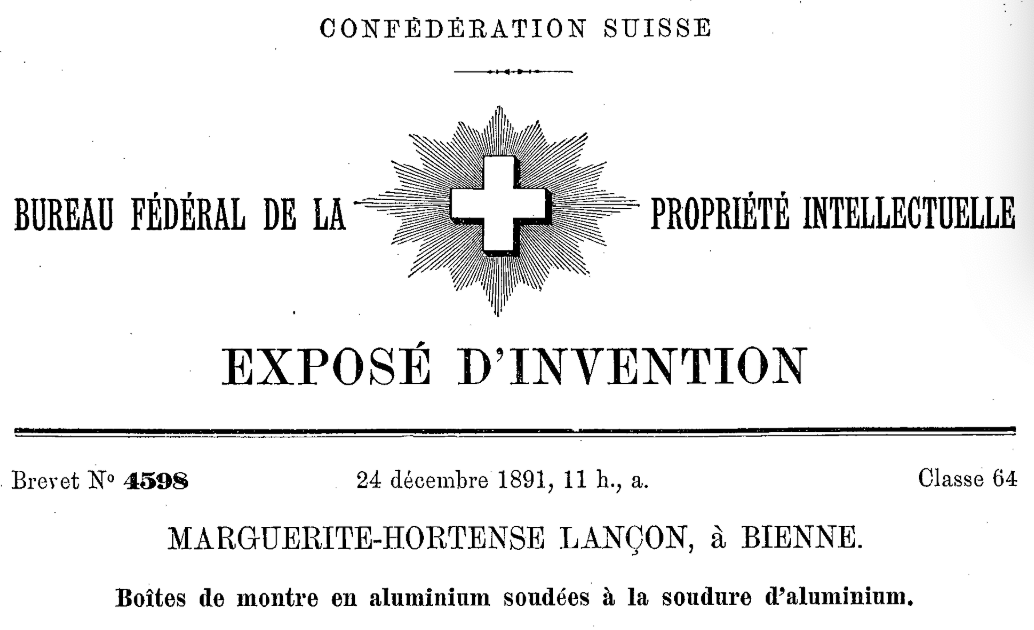 CONFÉDÉRATION SUISSE
BUREAU FÉDÉRAL DE LA PROPRIÉTÉ INTELLECTUELLE
EXPOSÉ D'INVENTION
Brevet Nº 4598 24 décembre 1891, 11 h., a. Classe 64
MARGUERITE-HORTENSE LANÇON, à BIENNE.
Boîtes de montre en aluminium soudées à la soudure d'aluminium.